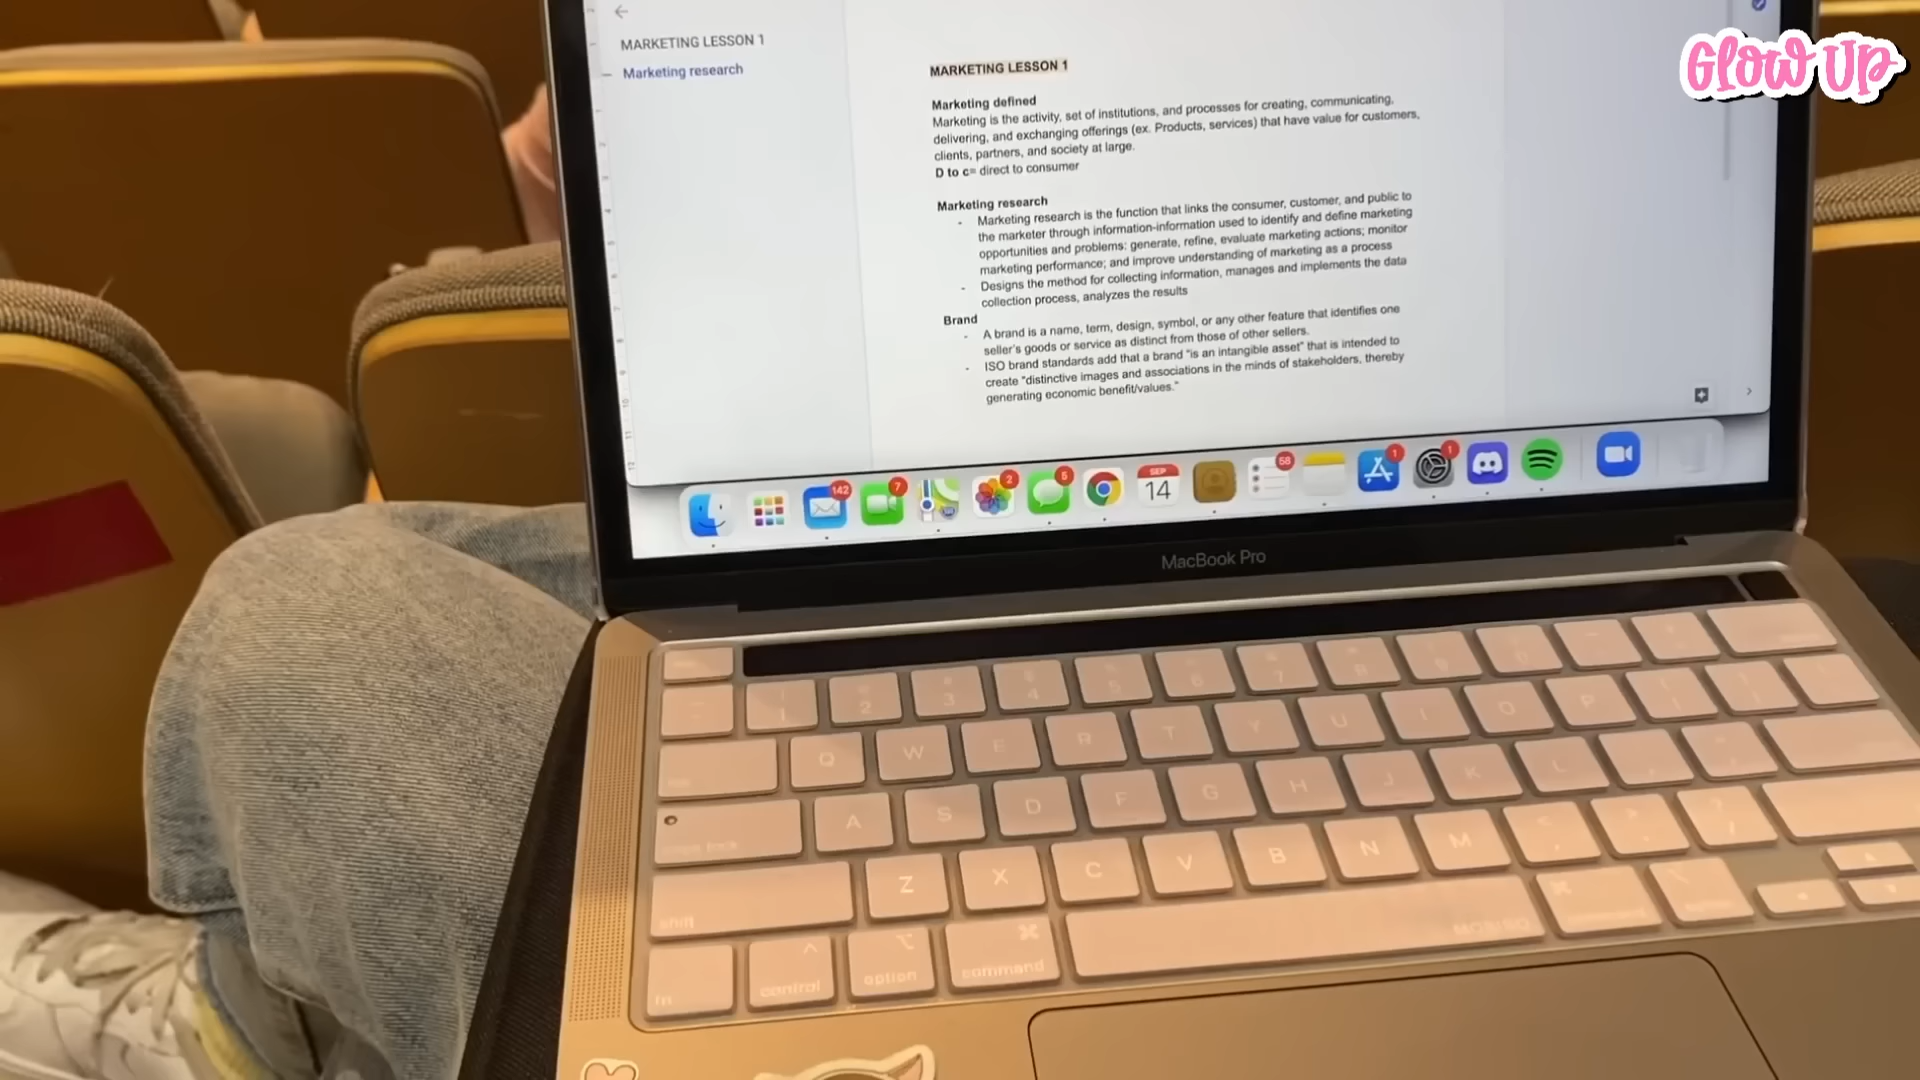 Glow Up
MARKETING LESSON 1
Marketing research
MARKETING LESSON 1
Marketing defined
Marketing is the activity, set of institutions, and processes for creating, communicating,
delivering, and exchanging offerings (ex. Products, services) that have value for customers,
clients, partners, and society at large.
D to c= direct to consumer
Marketing research
- Marketing research is the function that links the consumer, customer, and public to
the marketer through information-information used to identify and define marketing
opportunities and problems: generate, refine, evaluate marketing actions; monitor
marketing performance; and improve understanding of marketing as a process
- Designs the method for collecting information, manages and implements the data
collection process, analyzes the results
Brand
- A brand is a name, term, design, symbol, or any other feature that identifies one
seller's goods or service as distinct from those of other sellers.
- ISO brand standards add that a brand "is an intangible asset" that is intended to
create "distinctive images and associations in the minds of stakeholders, thereby
generating economic benefit/values."
142 7 2 5 SEP 14 58 1 1
MacBook Pro
2 3 4 5 6 7 8 9
Q W E R T Y U I O P
A S D F G H J K L
shift Z X C V B N M
fn control option command